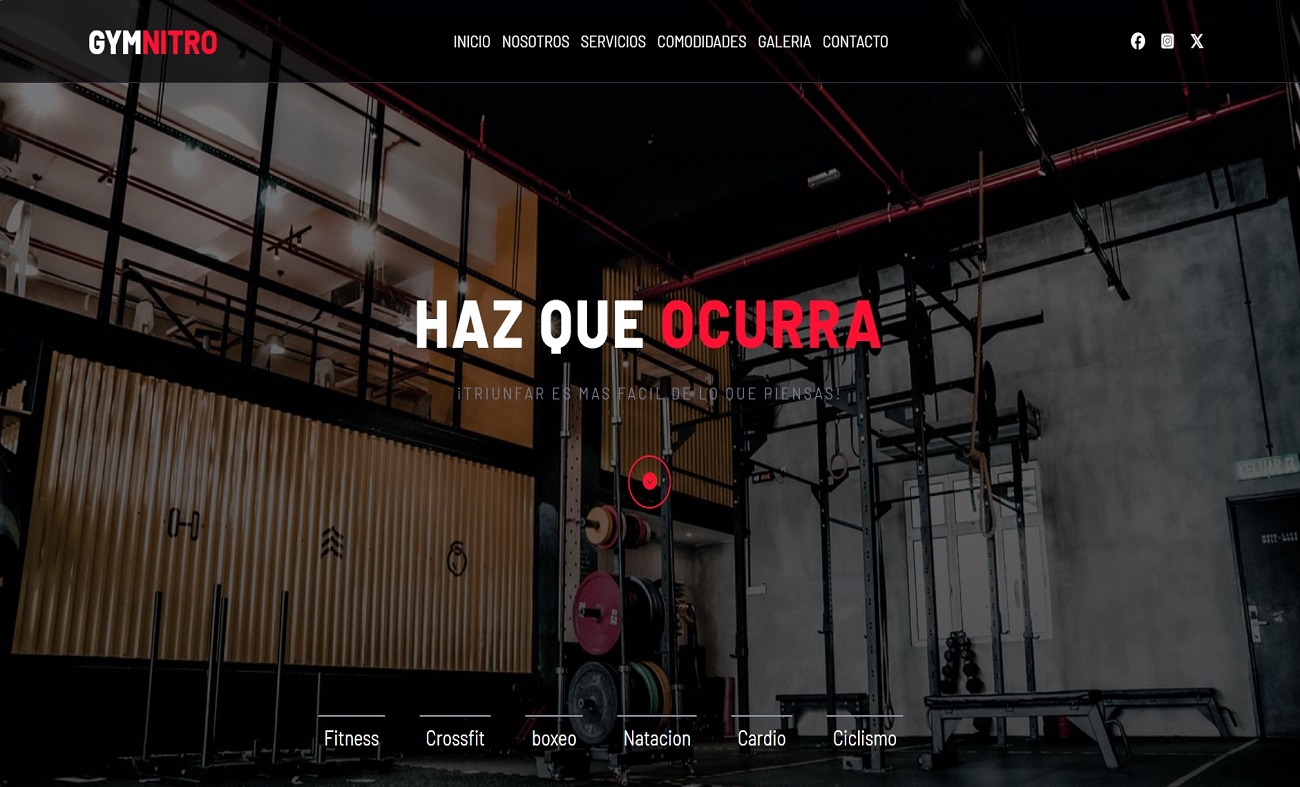 GYMNITRO
INICIO NOSOTROS SERVICIOS COMODIDADES GALERIA CONTACTO
HAZ QUE OCURRA
¡TRIUNFAR ES MAS FACIL DE LO QUE PIENSAS!
KELUAR
Fitness Crossfit boxeo Natacion Cardio Ciclismo